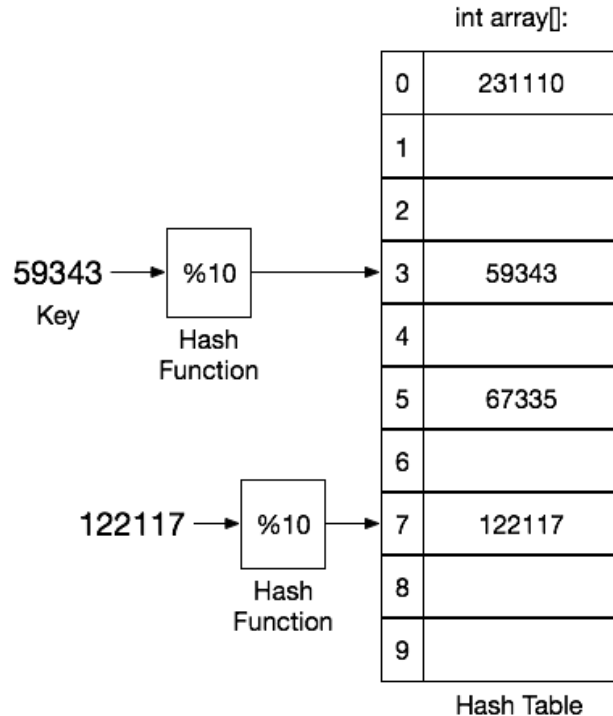 int array[]:
0 231110
1
2
59343 %10 3 59343
Key
Hash
Function
4
5 67335
6
122117 %10 7 122117
Hash
Function
8
9
Hash Table